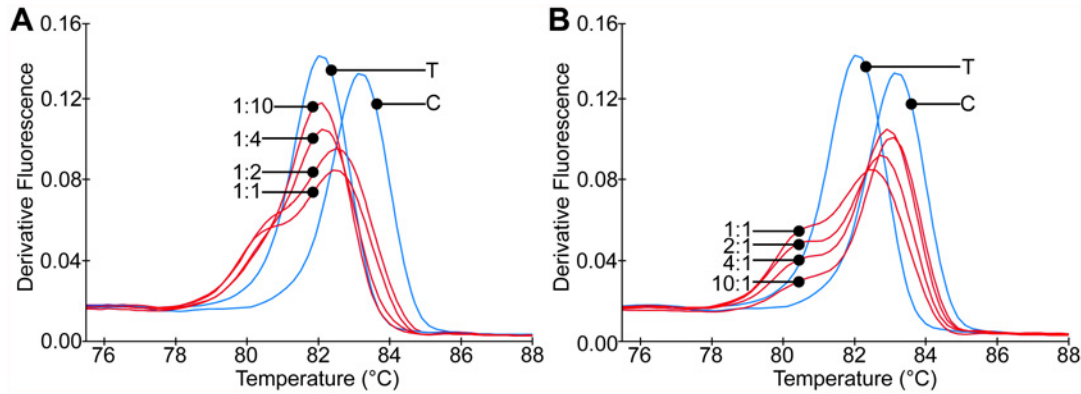 A
Derivative Fluorescence
0.16
0.12
0.08
0.04
0.00
T
C
1:10
1:4
1:2
1:1
76 78 80 82 84 86 88
Temperature (°C)
B
Derivative Fluorescence
0.16
0.12
0.08
0.04
0.00
T
C
1:1
2:1
4:1
10:1
76 78 80 82 84 86 88
Temperature (°C)